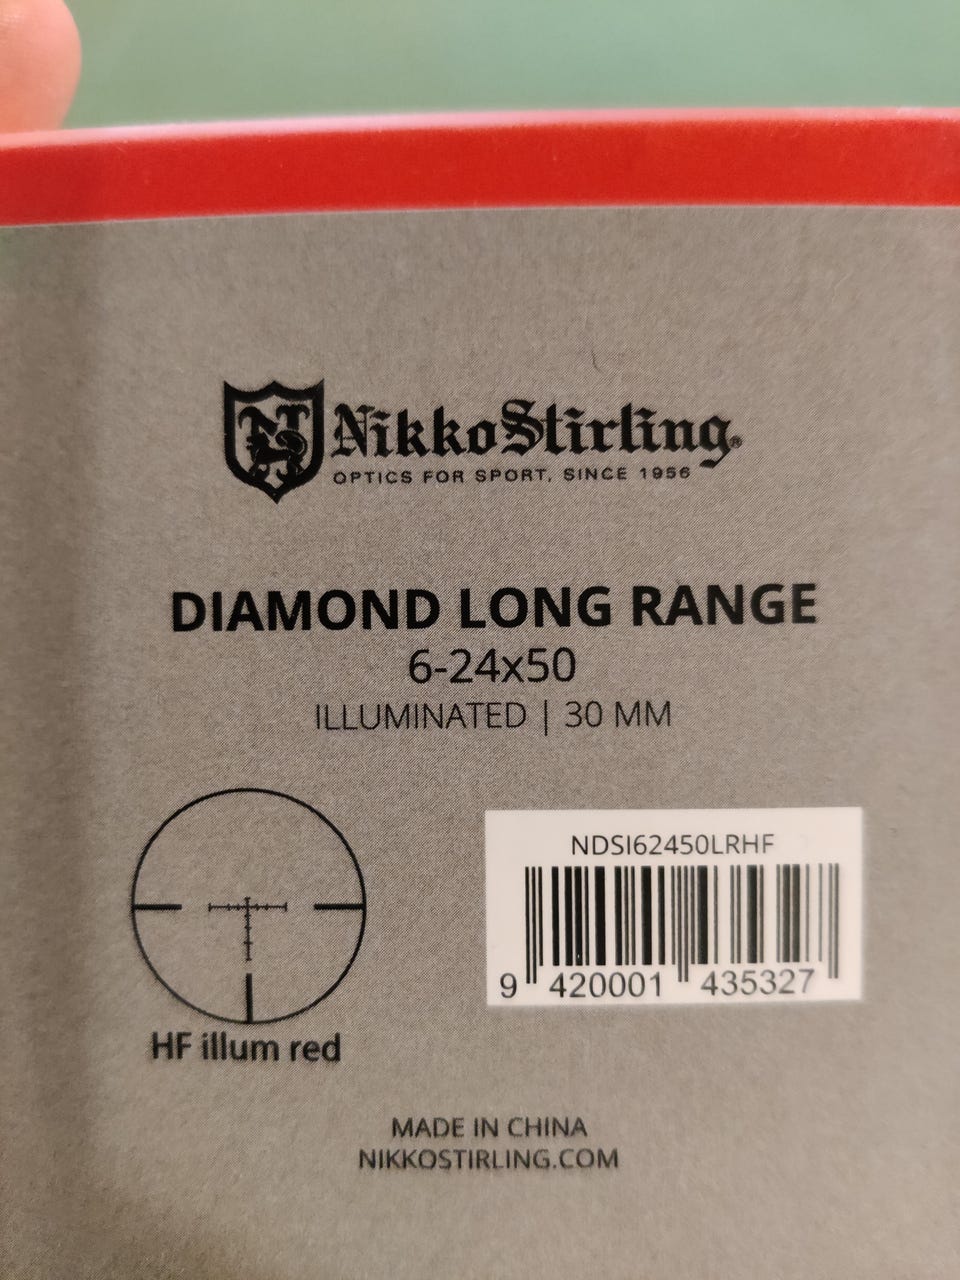 NikkoStirling®
OPTICS FOR SPORT, SINCE 1956
DIAMOND LONG RANGE
6-24x50
ILLUMINATED | 30 MM
NDSI62450LRHF
9 420001 435327
HF illum red
MADE IN CHINA
NIKKOSTIRLING.COM